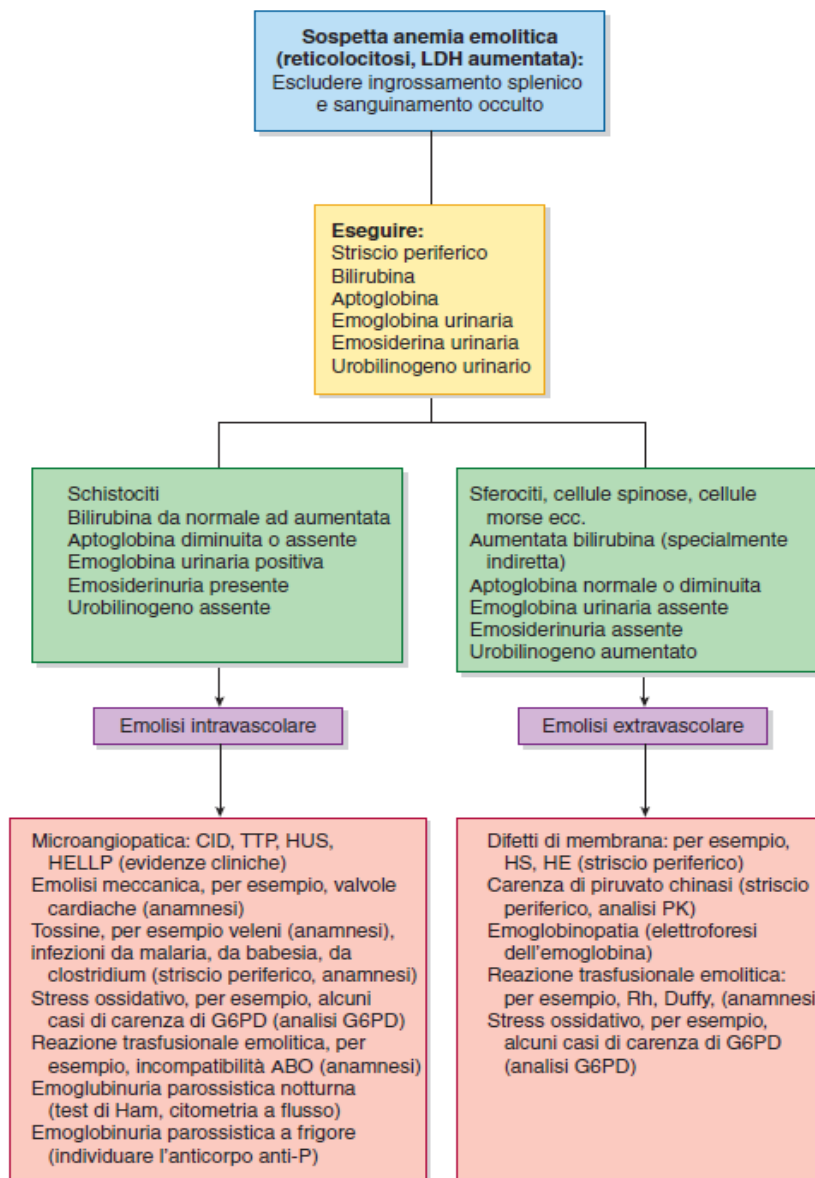 Sospetta anemia emolitica
(reticolocitosi, LDH aumentata):
Escludere ingrossamento splenico
e sanguinamento occulto
Eseguire:
Striscio periferico
Bilirubina
Aptoglobina
Emoglobina urinaria
Emosiderina urinaria
Urobilinogeno urinario
Schistociti
Bilirubina da normale ad aumentata
Aptoglobina diminuita o assente
Emoglobina urinaria positiva
Emosiderinuria presente
Urobilinogeno assente
Sferociti, cellule spinose, cellule
morse ecc.
Aumentata bilirubina (specialmente
indiretta)
Aptoglobina normale o diminuita
Emoglobina urinaria assente
Emosiderinuria assente
Urobilinogeno aumentato
Emolisi intravascolare
Emolisi extravascolare
Microangiopatica: CID, TTP, HUS,
HELLP (evidenze cliniche)
Emolisi meccanica, per esempio, valvole
cardiache (anamnesi)
Tossine, per esempio veleni (anamnesi),
infezioni da malaria, da babesia, da
clostridium (striscio periferico, anamnesi)
Stress ossidativo, per esempio, alcuni
casi di carenza di G6PD (analisi G6PD)
Reazione trasfusionale emolitica, per
esempio, incompatibilità ABO (anamnesi)
Emoglubinuria parossistica notturna
(test di Ham, citometria a flusso)
Emoglobinuria parossistica a frigore
(individuare l'anticorpo anti-P)
Difetti di membrana: per esempio,
HS, HE (striscio periferico)
Carenza di piruvato chinasi (striscio
periferico, analisi PK)
Emoglobinopatia (elettroforesi
dell'emoglobina)
Reazione trasfusionale emolitica:
per esempio, Rh, Duffy, (anamnesi
Stress ossidativo, per esempio,
alcuni casi di carenza di G6PD
(analisi G6PD)